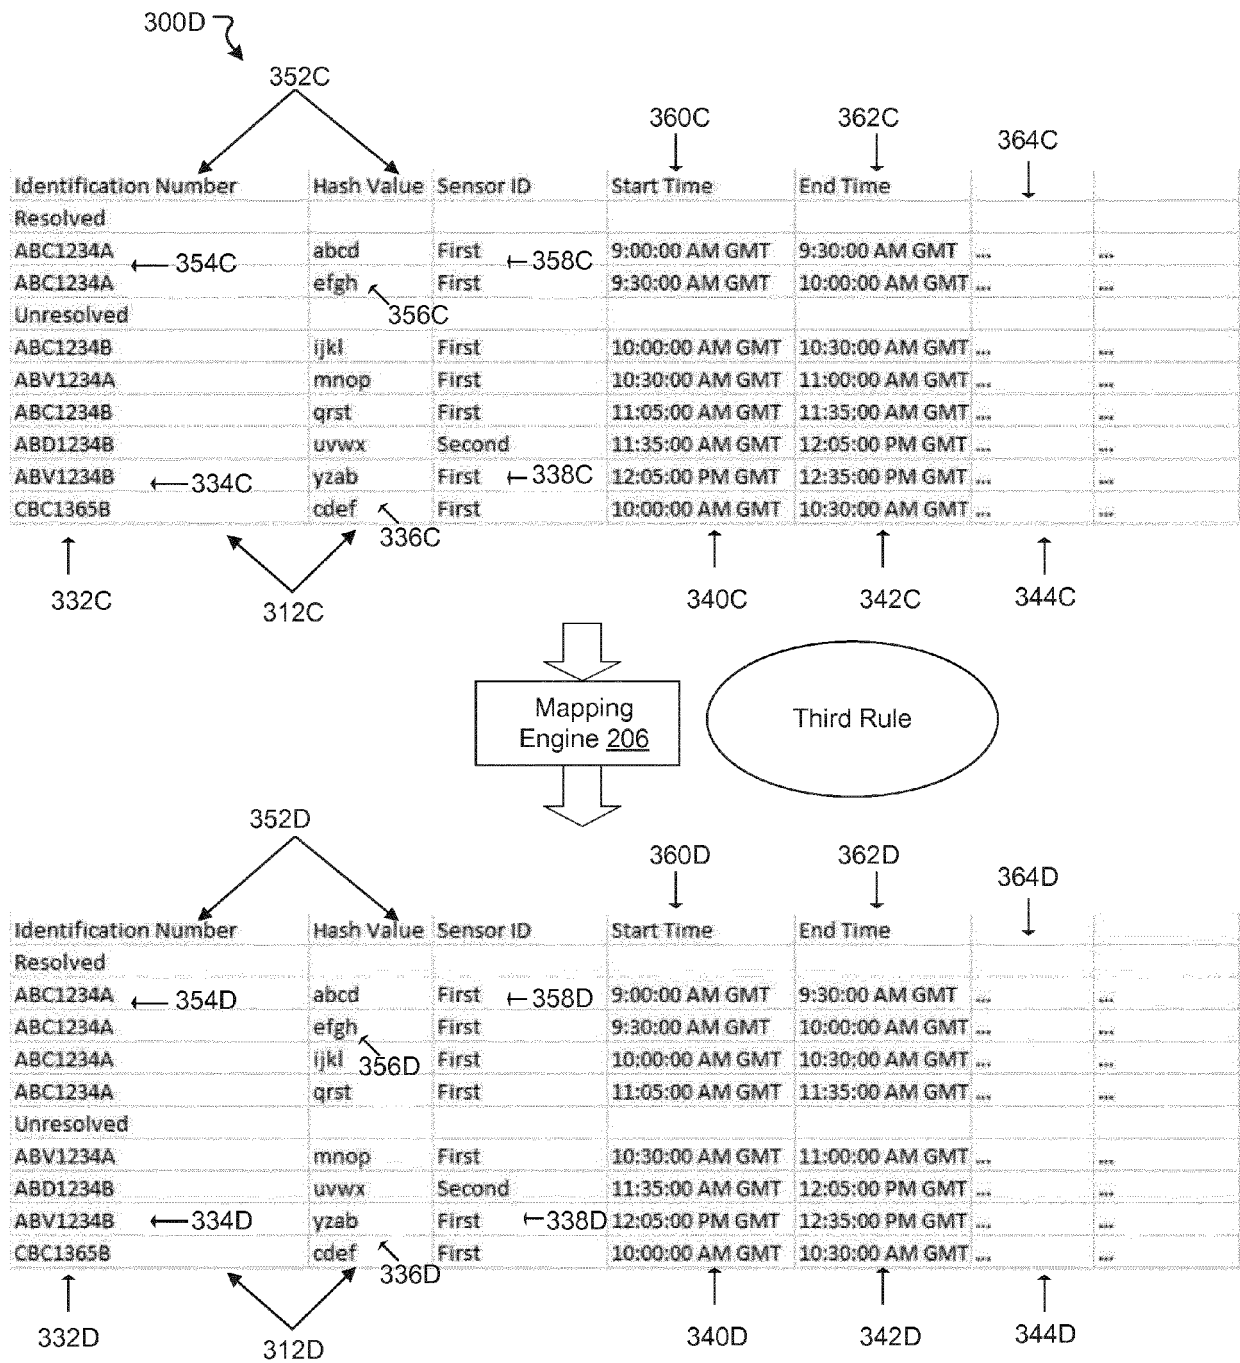 300D
352C
360C 362C 364C
Identification Number Hash Value Sensor ID Start Time End Time
Resolved
ABC1234A 354C abcd First 358C 9:00:00 AM GMT 9:30:00 AM GMT ... ...
ABC1234A efgh 356C First 9:30:00 AM GMT 10:00:00 AM GMT ... ...
Unresolved
ABC1234B ijkl First 10:00:00 AM GMT 10:30:00 AM GMT ... ...
ABV1234A mnop First 10:30:00 AM GMT 11:00:00 AM GMT ... ...
ABC1234B qrst First 11:05:00 AM GMT 11:35:00 AM GMT ... ...
ABD1234B uvwx Second 11:35:00 AM GMT 12:05:00 PM GMT ... ...
ABV1234B 334C yzab First 338C 12:05:00 PM GMT 12:35:00 PM GMT ... ...
CBC1365B cdef 336C First 10:00:00 AM GMT 10:30:00 AM GMT ... ...
332C 312C 340C 342C 344C
Mapping
Engine 206
Third Rule
352D
360D 362D 364D
Identification Number Hash Value Sensor ID Start Time End Time
Resolved
ABC1234A 354D abcd First 358D 9:00:00 AM GMT 9:30:00 AM GMT ... ...
ABC1234A efgh First 9:30:00 AM GMT 10:00:00 AM GMT ... ...
ABC1234A ijkl 356D First 10:00:00 AM GMT 10:30:00 AM GMT ... ...
ABC1234A qrst First 11:05:00 AM GMT 11:35:00 AM GMT ... ...
Unresolved
ABV1234A mnop First 10:30:00 AM GMT 11:00:00 AM GMT ... ...
ABD1234B uvwx Second 11:35:00 AM GMT 12:05:00 PM GMT ... ...
ABV1234B 334D yzab First 338D 12:05:00 PM GMT 12:35:00 PM GMT ... ...
CBC1365B cdef 336D First 10:00:00 AM GMT 10:30:00 AM GMT ... ...
332D 312D 340D 342D 344D